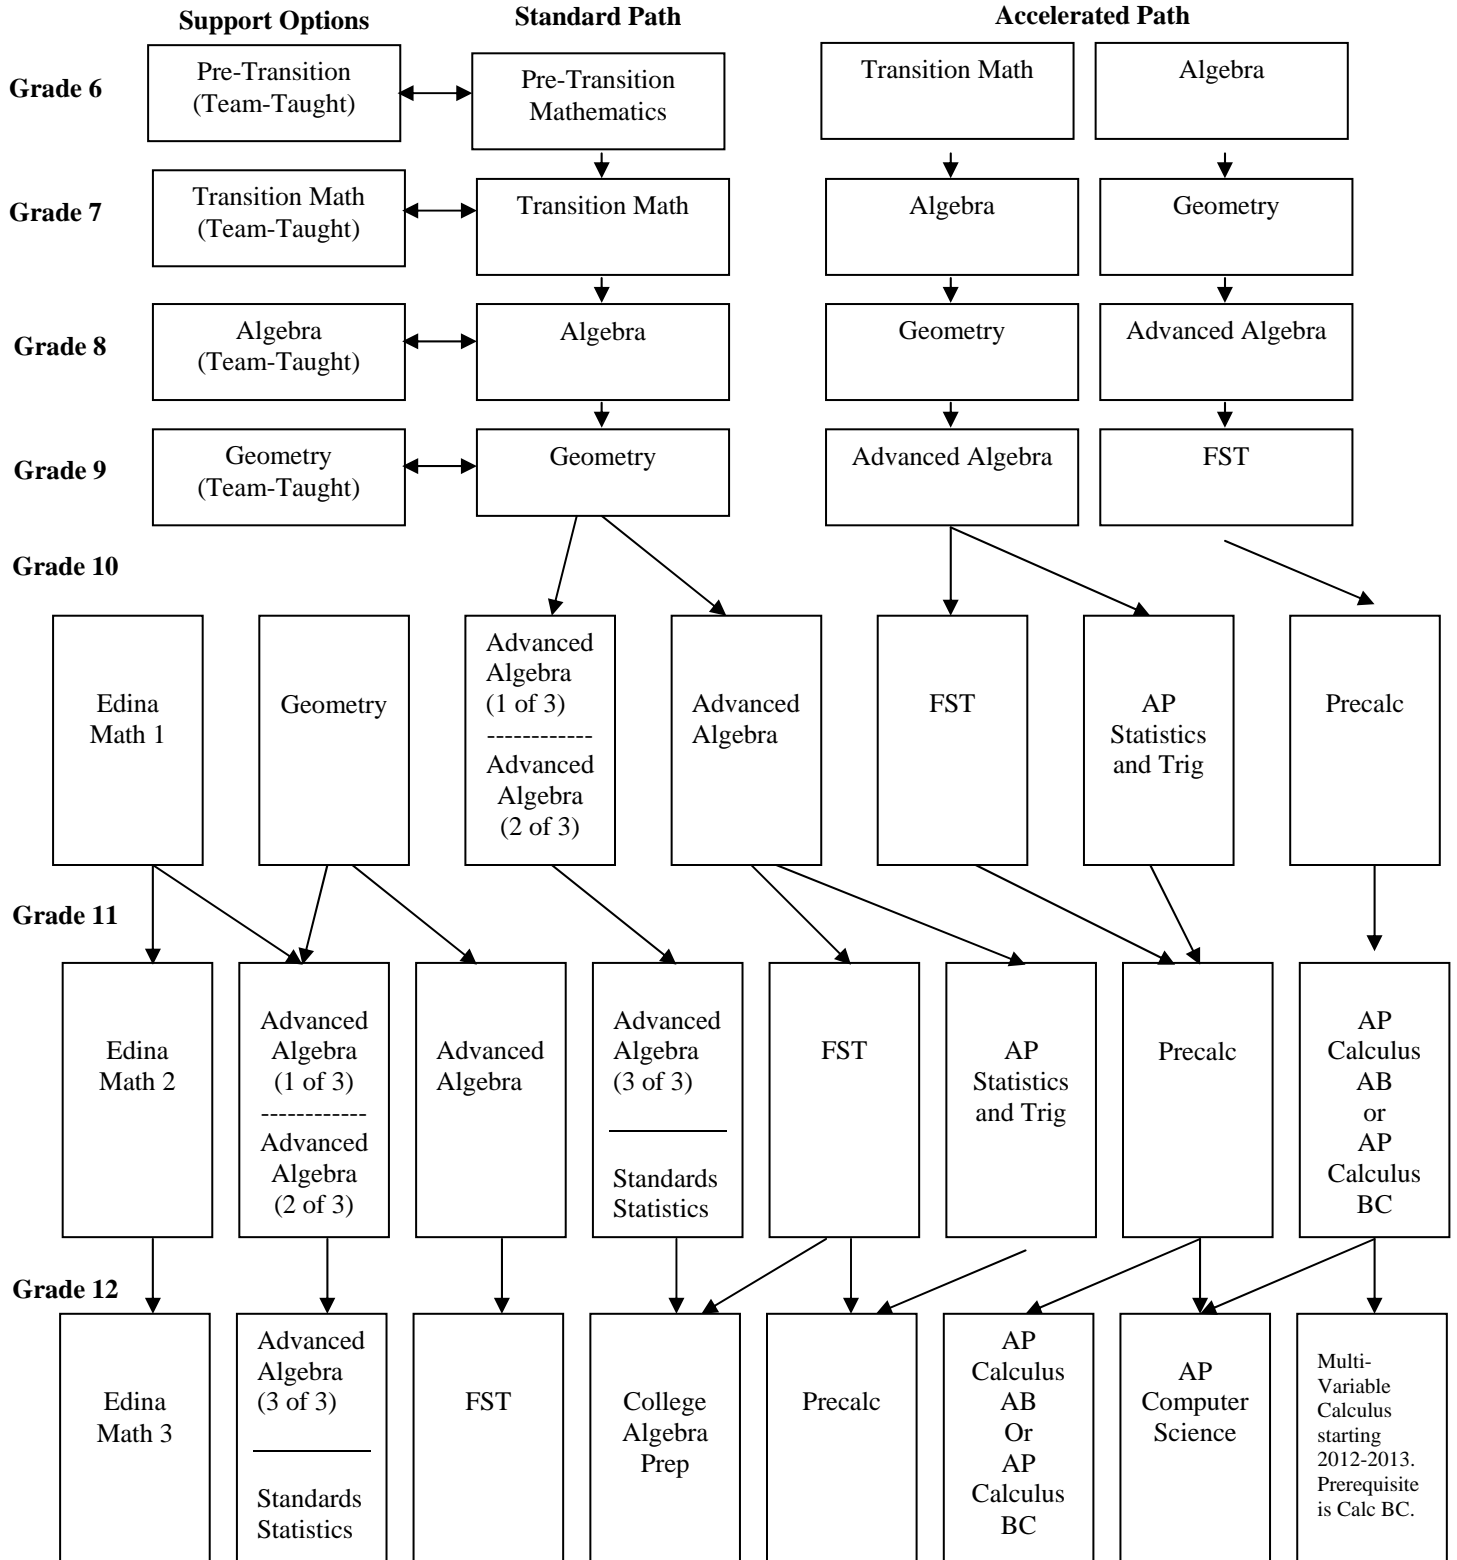 Support Options
Standard Path
Accelerated Path
Grade 6
Pre-Transition
(Team-Taught)
Pre-Transition
Mathematics
Transition Math
Algebra
Grade 7
Transition Math
(Team-Taught)
Transition Math
Algebra
Geometry
Grade 8
Algebra
(Team-Taught)
Algebra
Geometry
Advanced Algebra
Grade 9
Geometry
(Team-Taught)
Geometry
Advanced Algebra
FST
Grade 10
Edina
Math 1
Geometry
Advanced
Algebra
(1 of 3)
------------
Advanced
Algebra
(2 of 3)
Advanced
Algebra
FST
AP
Statistics
and Trig
Precalc
Grade 11
Edina
Math 2
Advanced
Algebra
(1 of 3)
------------
Advanced
Algebra
(2 of 3)
Advanced
Algebra
Advanced
Algebra
(3 of 3)
Standards
Statistics
FST
AP
Statistics
and Trig
Precalc
AP
Calculus
AB
or
AP
Calculus
BC
Grade 12
Edina
Math 3
Advanced
Algebra
(3 of 3)
Standards
Statistics
FST
College
Algebra
Prep
Precalc
AP
Calculus
AB
Or
AP
Calculus
BC
AP
Computer
Science
Multi-
Variable
Calculus
starting
2012-2013.
Prerequisite
is Calc BC.